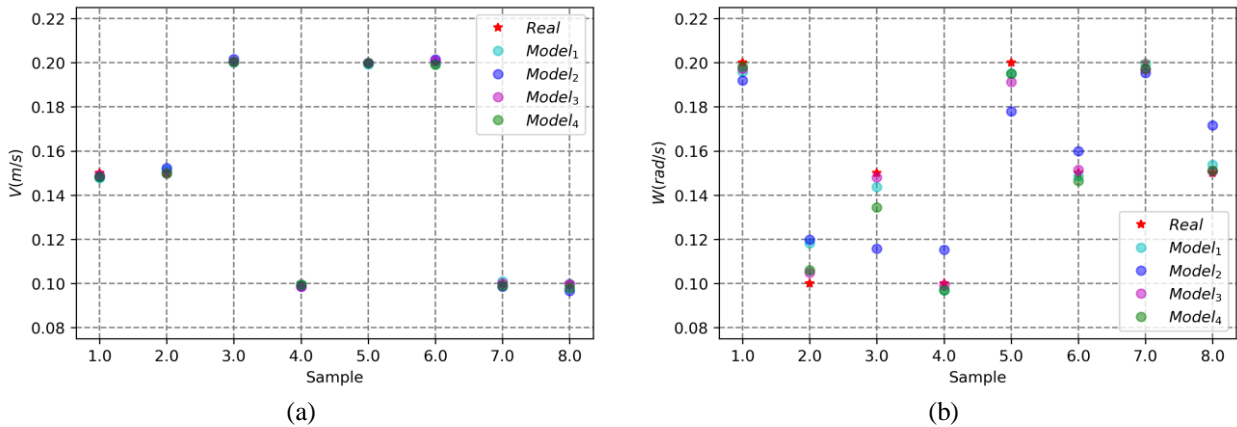 0.22
0.20
0.18
0.16
0.14
0.12
0.10
0.08
V(m/s)
1.0 2.0 3.0 4.0 5.0 6.0 7.0 8.0
Sample
Real
Model₁
Model₂
Model₃
Model₄
(a)
0.22
0.20
0.18
0.16
0.14
0.12
0.10
0.08
W(rad/s)
1.0 2.0 3.0 4.0 5.0 6.0 7.0 8.0
Sample
Real
Model₁
Model₂
Model₃
Model₄
(b)